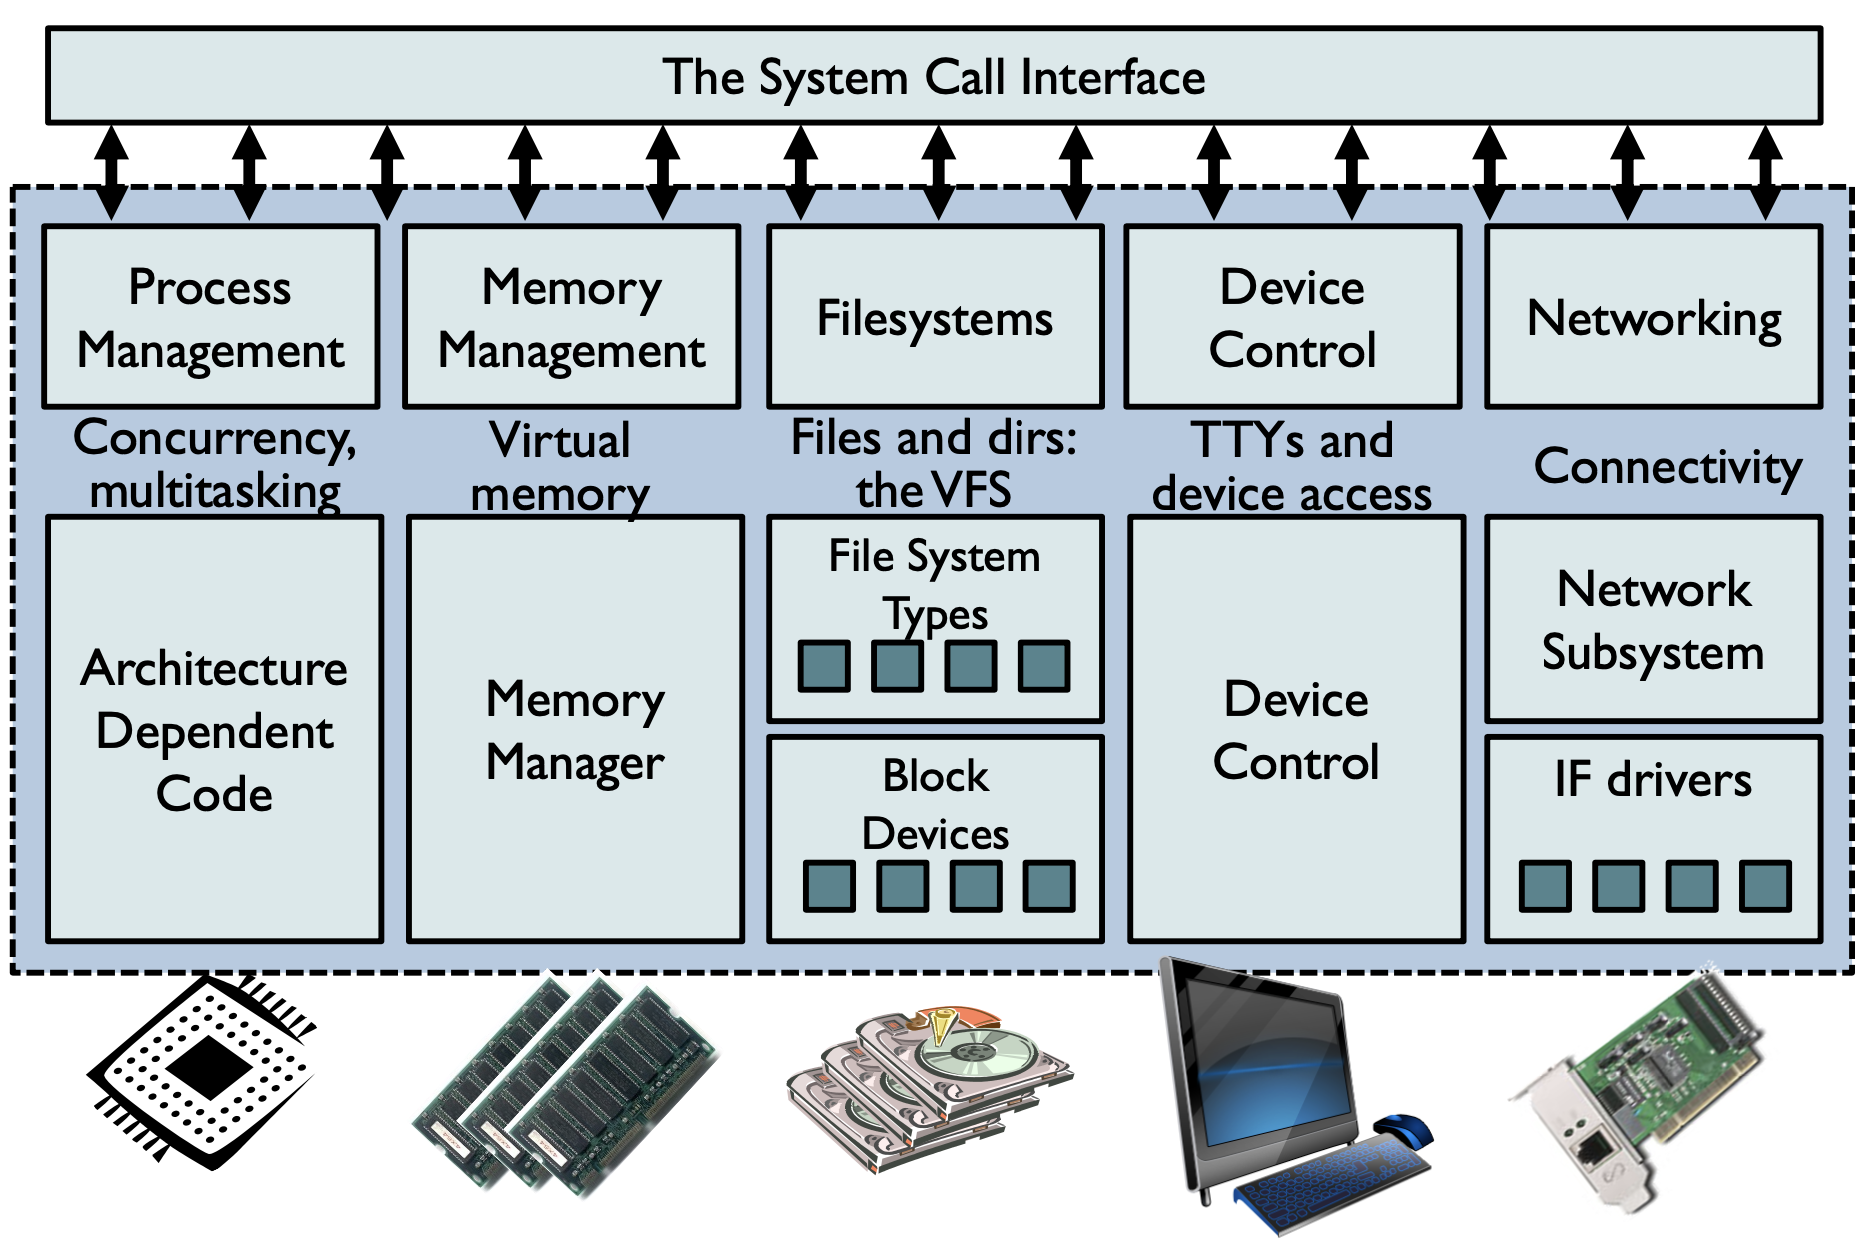 The System Call Interface
Process
Management
Memory
Management
Filesystems
Device
Control
Networking
Concurrency,
multitasking
Virtual
memory
Files and dirs:
the VFS
TTYs and
device access
Connectivity
Architecture
Dependent
Code
Memory
Manager
File System
Types
Block
Devices
Device
Control
Network
Subsystem
IF drivers